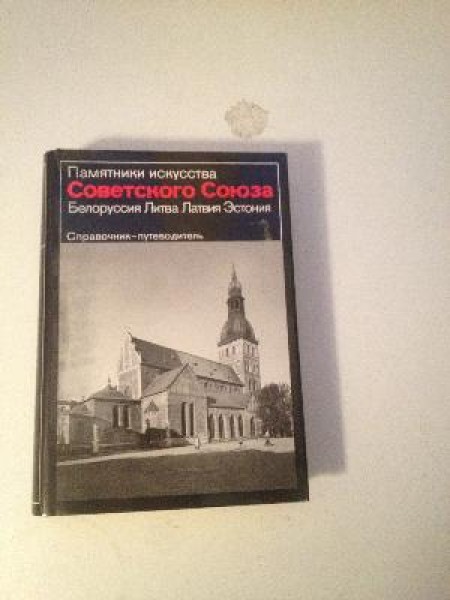 Памятники искусства
Советского Союза
Белоруссия Литва Латвия Эстония
Справочник-путеводитель